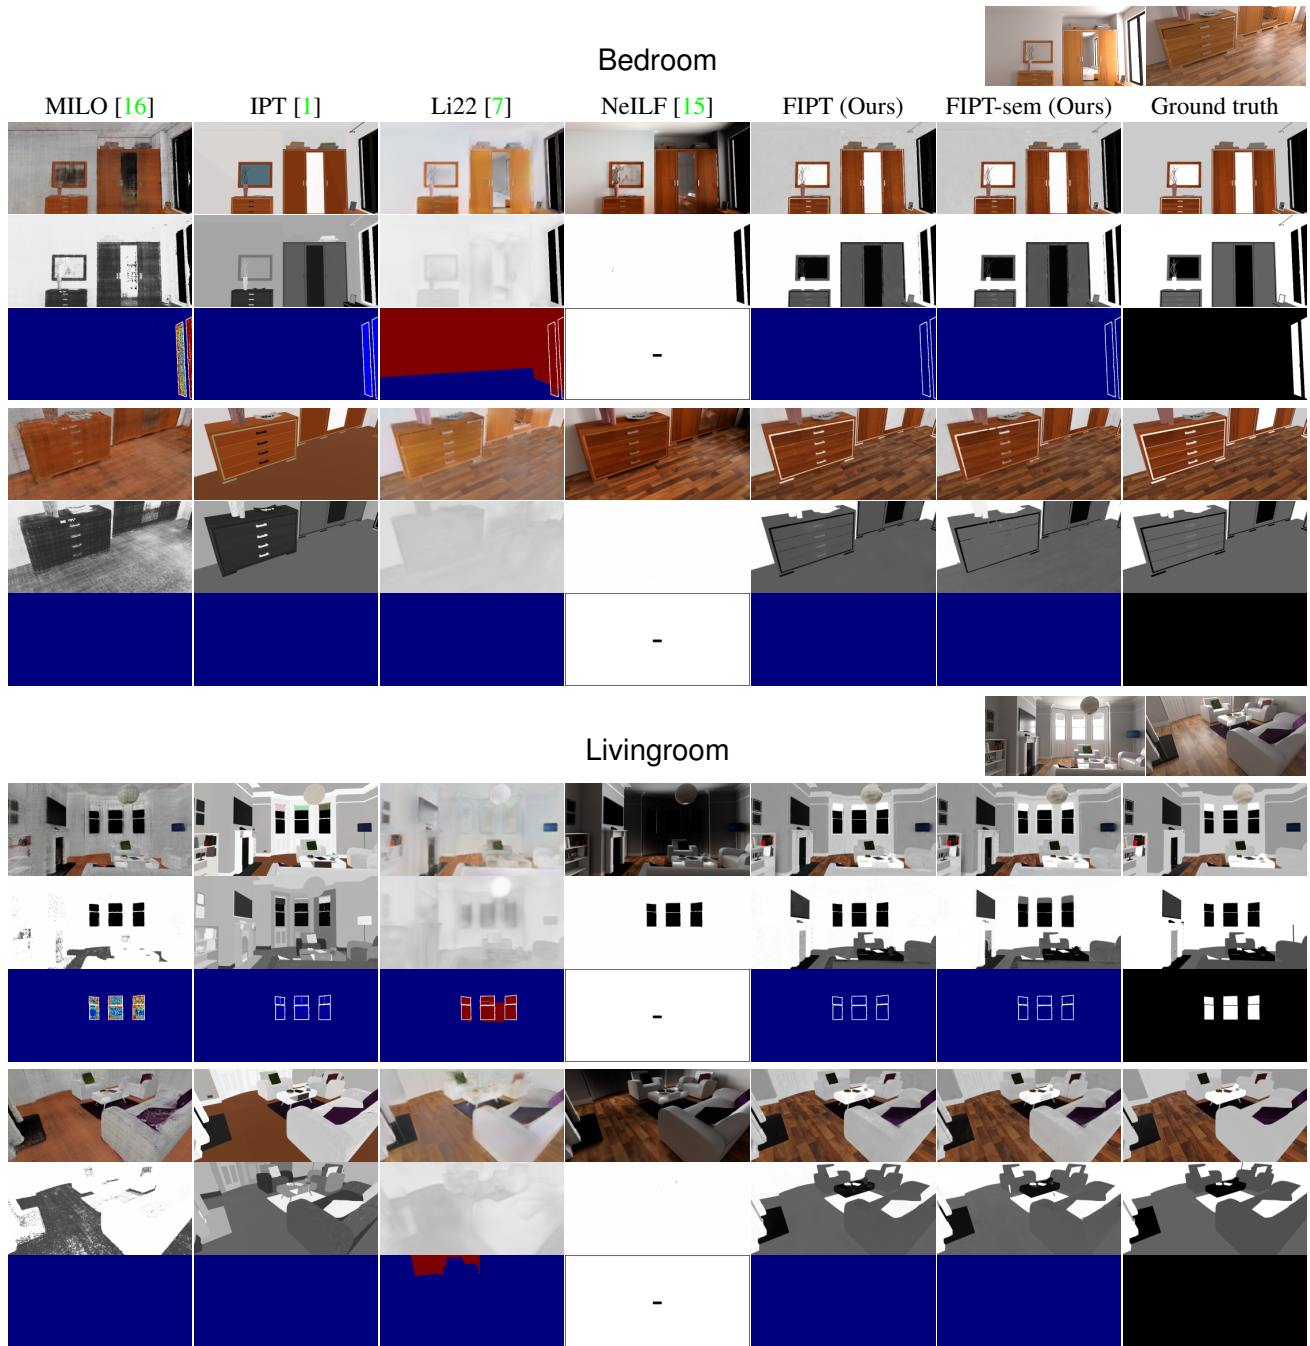 Bedroom
MILO [16] IPT [1] Li22 [7] NeILF [15] FIPT (Ours) FIPT-sem (Ours) Ground truth
-
-
Livingroom
-
-